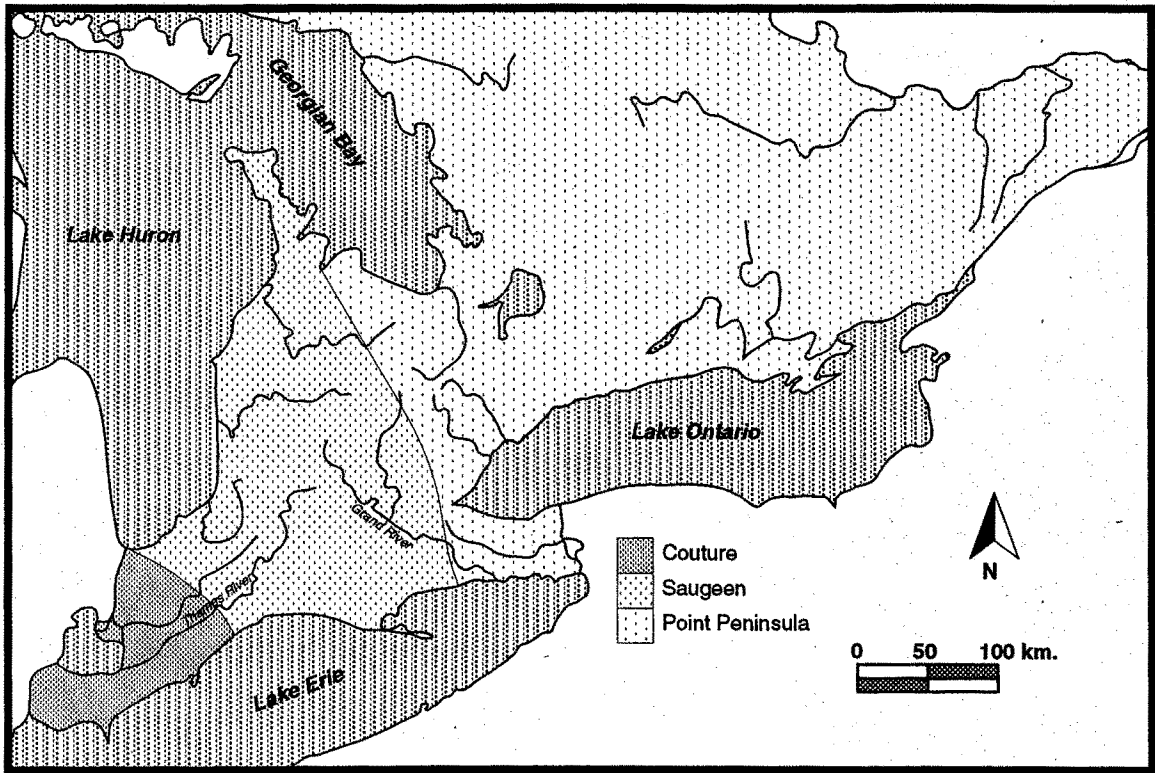 Georgian Bay
Lake Huron
Lake Ontario
Grand River
Thames River
Lake Erie
Couture
Saugeen
Point Peninsula
N
0 50 100 km.